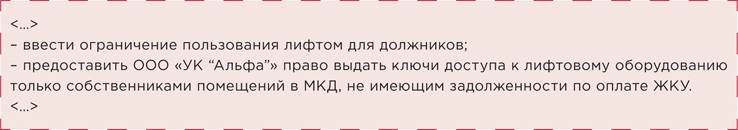 <...>
– ввести ограничение пользования лифтом для должников;
– предоставить ООО «УК “Альфа”» право выдать ключи доступа к лифтовому оборудованию
только собственниками помещений в МКД, не имеющим задолженности по оплате ЖКУ.
<...>